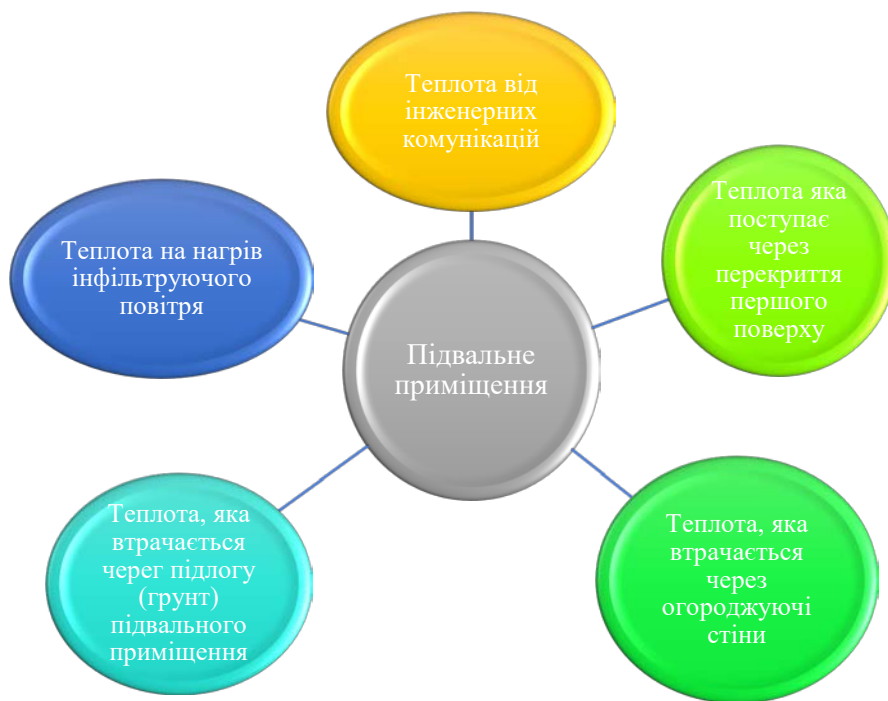 Теплота від
інженерних
комунікацій
Теплота яка
поступає
через
перекриття
першого
поверху
Теплота на нагрів
інфільтруючого
повітря
Підвальне
приміщення
Теплота, яка
втрачається
черег підлогу
(грунт)
підвального
приміщення
Теплота, яка
втрачається
через
огороджуючі
стіни